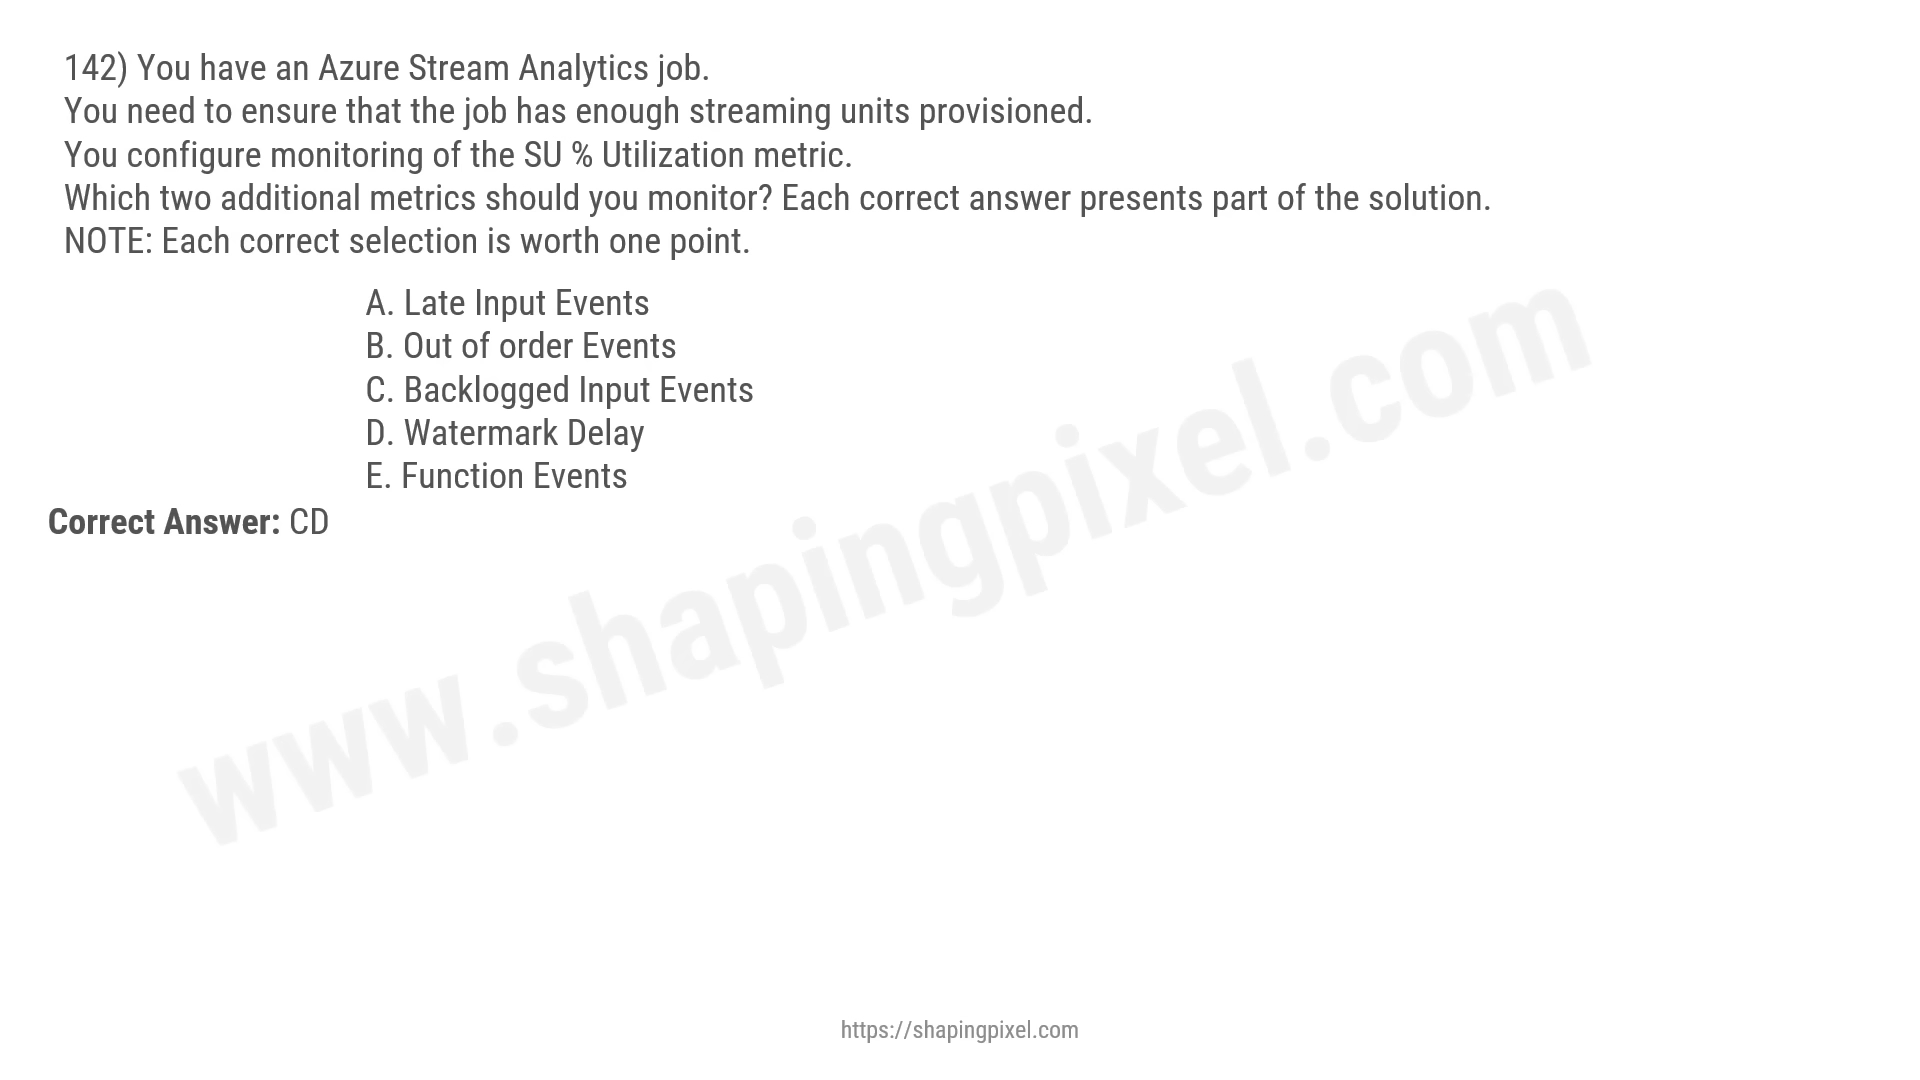 142) You have an Azure Stream Analytics job.
You need to ensure that the job has enough streaming units provisioned.
You configure monitoring of the SU % Utilization metric.
Which two additional metrics should you monitor? Each correct answer presents part of the solution.
NOTE: Each correct selection is worth one point.
A. Late Input Events
B. Out of order Events
C. Backlogged Input Events
D. Watermark Delay
E. Function Events
Correct Answer: CD
www.shapingpixel.com
https://shapingpixel.com